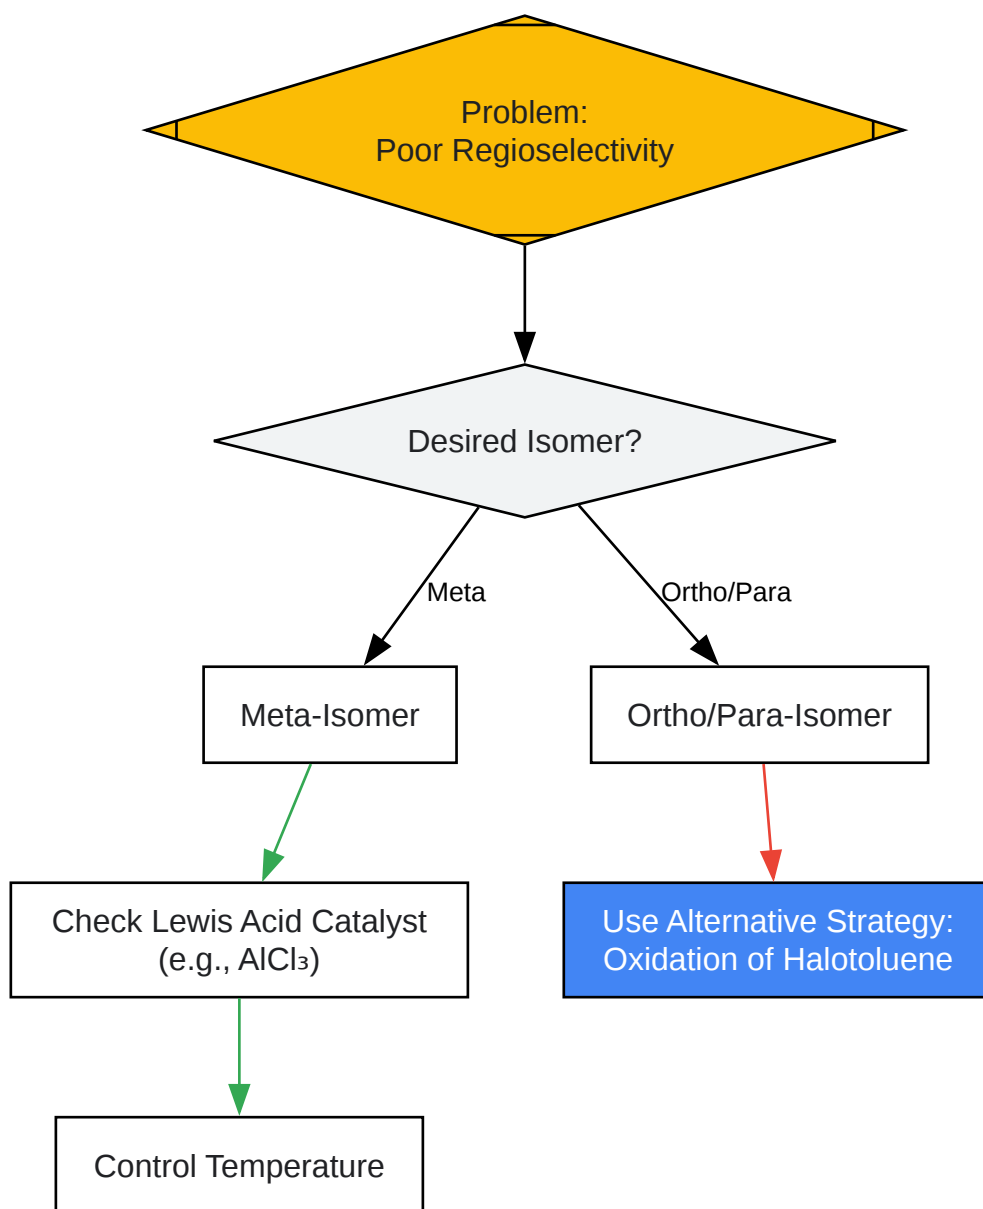 Problem:
Poor Regioselectivity
Desired Isomer?
Meta
Ortho/Para
Meta-Isomer
Ortho/Para-Isomer
Check Lewis Acid Catalyst
(e.g., AlCl₃)
Use Alternative Strategy:
Oxidation of Halotoluene
Control Temperature